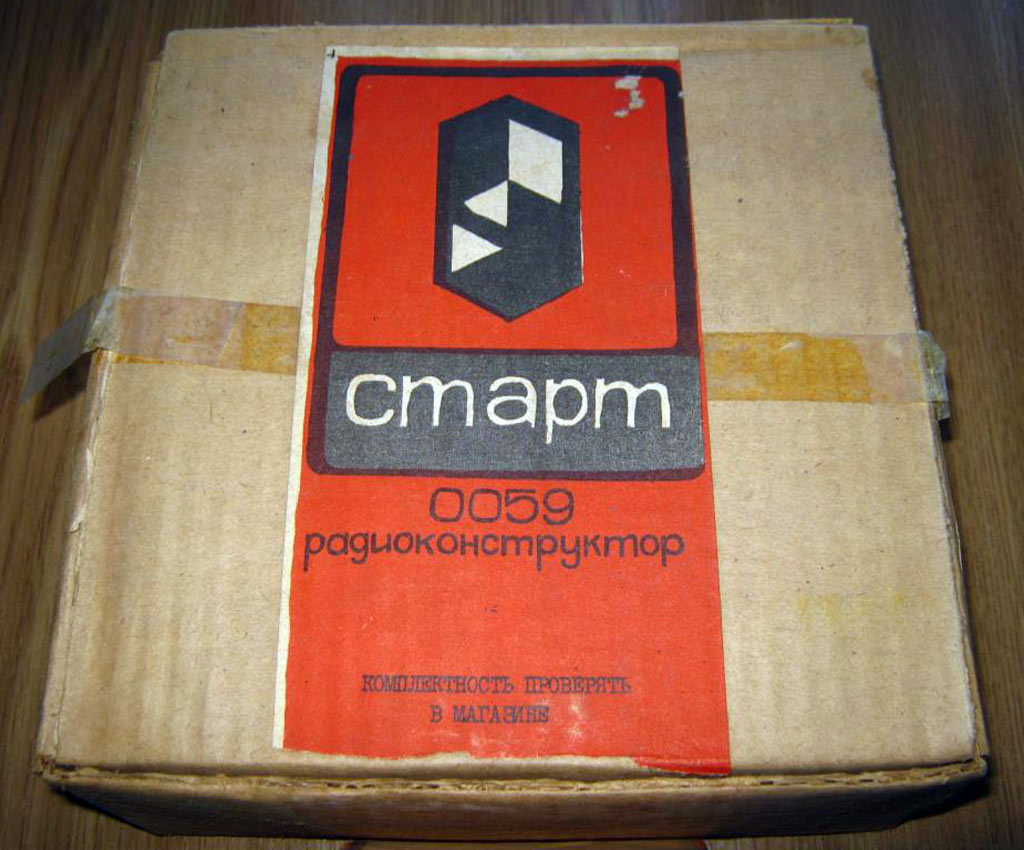 старт
0059
радиоконструктор
КОМПЛЕКТНОСТЬ ПРОВЕРЯТЬ
В МАГАЗИНЕ